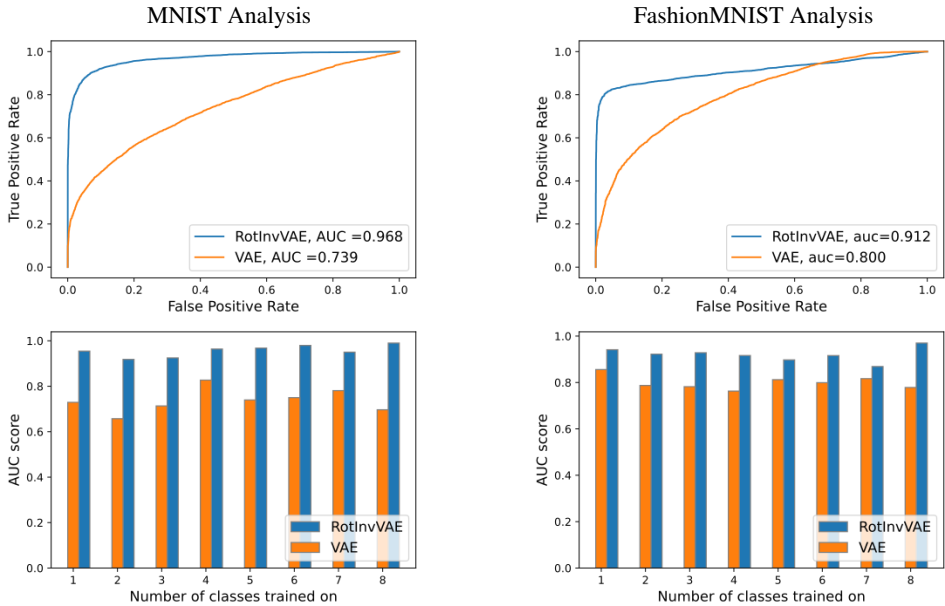 MNIST Analysis
FashionMNIST Analysis
True Positive Rate
1.0
0.8
0.6
0.4
0.2
0.0
RotInvVAE, AUC =0.968
VAE, AUC =0.739
0.0 0.2 0.4 0.6 0.8 1.0
False Positive Rate
True Positive Rate
1.0
0.8
0.6
0.4
0.2
0.0
RotInvVAE, auc=0.912
VAE, auc=0.800
0.0 0.2 0.4 0.6 0.8 1.0
False Positive Rate
AUC score
1.0
0.8
0.6
0.4
0.2
0.0
RotInvVAE
VAE
1 2 3 4 5 6 7 8
Number of classes trained on
AUC score
1.0
0.8
0.6
0.4
0.2
0.0
RotInvVAE
VAE
1 2 3 4 5 6 7 8
Number of classes trained on